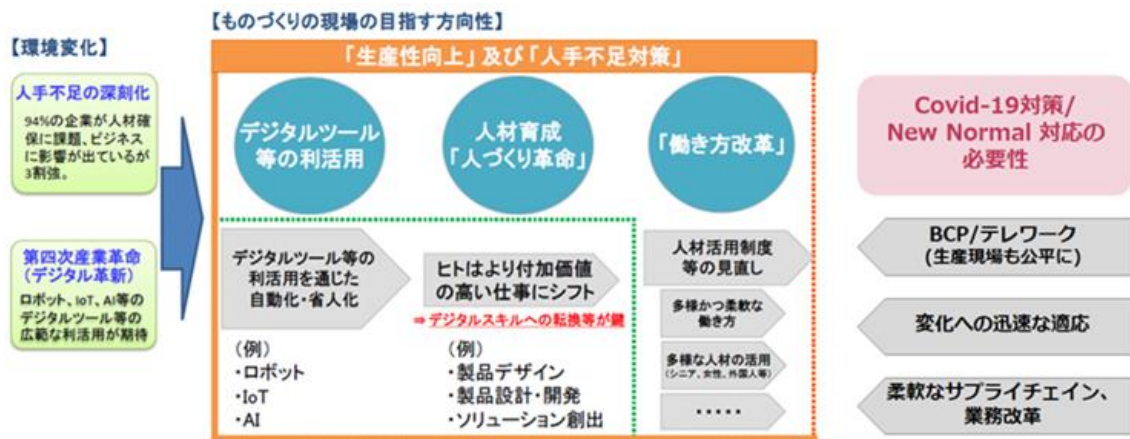 【ものづくりの現場の目指す方向性】
【環境変化】
人手不足の深刻化
94%の企業が人材確
保に課題、ビジネス
に影響が出ているが
3割強。
第四次産業革命
（デジタル革新）
ロボット、IoT、AI等の
デジタルツール等の
広範な利活用が期待
「生産性向上」及び「人手不足対策」
デジタルツール
等の利活用
人材育成
「人づくり革命」
「働き方改革」
デジタルツール等の
利活用を通じた
自動化・省人化
（例）
・ロボット
・IoT
・AI
ヒトはより付加価値
の高い仕事にシフト
⇒デジタルスキルへの転換等が鍵
（例）
・製品デザイン
・製品設計・開発
・ソリューション創出
人材活用制度
等の見直し
多様かつ柔軟な
働き方
多様な人材の活用
（シニア、女性、外国人等）
・・・・・
Covid-19対策/
New Normal 対応の
必要性
BCP/テレワーク
(生産現場も公平に)
変化への迅速な適応
柔軟なサプライチェイン、
業務改革